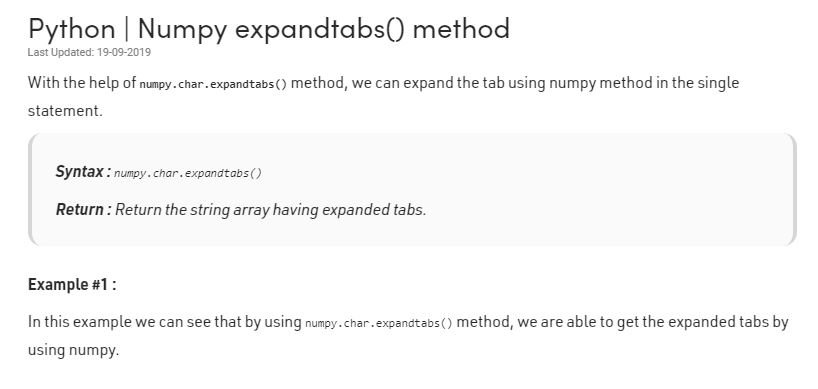 Python | Numpy expandtabs() method
Last Updated: 19-09-2019
With the help of numpy.char.expandtabs() method, we can expand the tab using numpy method in the single
statement.
Syntax : numpy.char.expandtabs()
Return : Return the string array having expanded tabs.
Example #1 :
In this example we can see that by using numpy.char.expandtabs() method, we are able to get the expanded tabs by
using numpy.